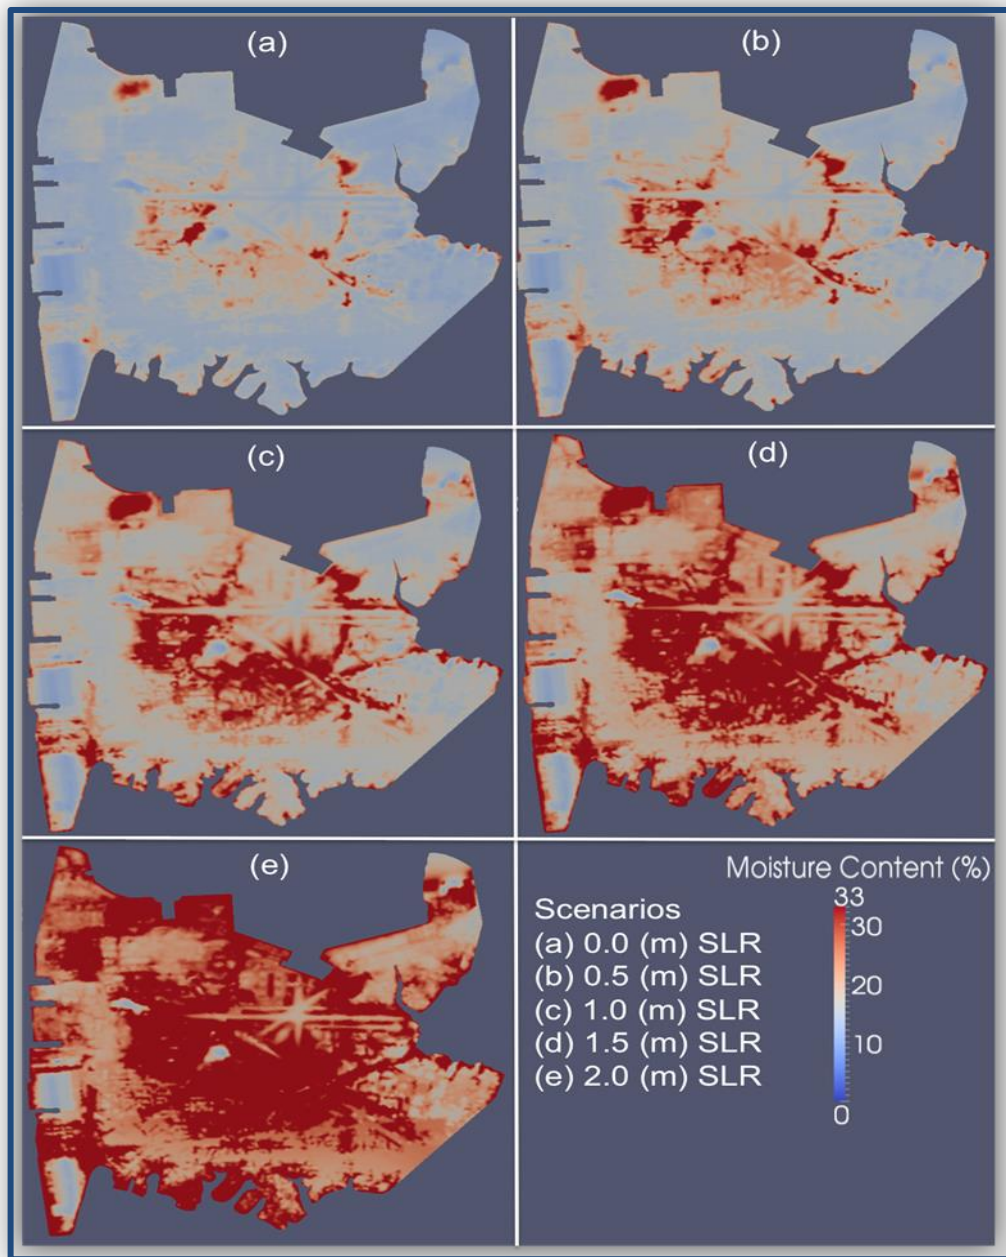 (a)
(b)
(c)
(d)
(e)
Moisture Content (%)
33
30
20
10
0
Scenarios
(a) 0.0 (m) SLR
(b) 0.5 (m) SLR
(c) 1.0 (m) SLR
(d) 1.5 (m) SLR
(e) 2.0 (m) SLR